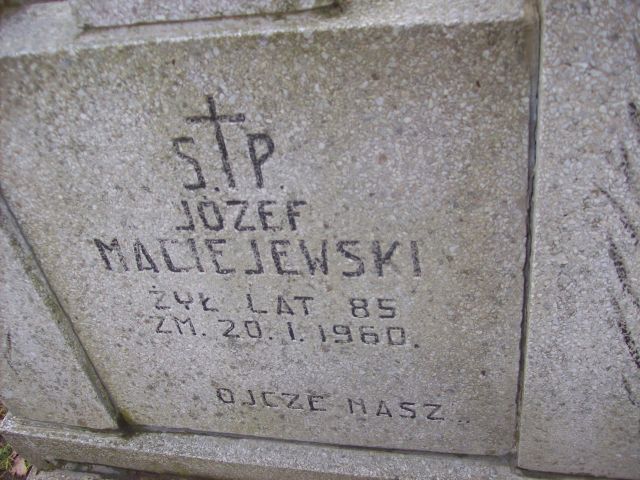 Ś.†P.
JÓZEF
MACIEJEWSKI
ŻYŁ LAT 85
ZM. 20.I.1960.
OJCZE NASZ